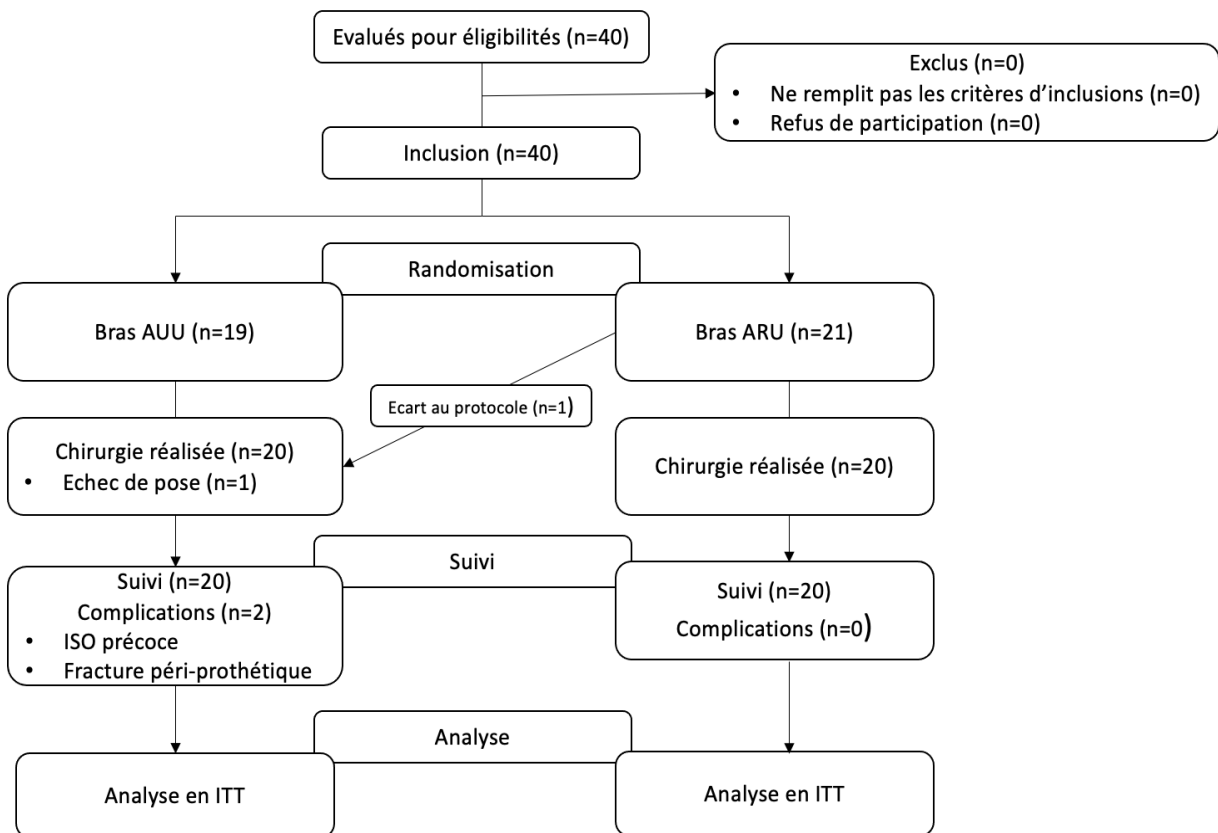 Evalués pour éligibilités (n=40)
Exclus (n=0)
• Ne remplit pas les critères d’inclusions (n=0)
• Refus de participation (n=0)
Inclusion (n=40)
Randomisation
Bras AUU (n=19)
Bras ARU (n=21)
Ecart au protocole (n=1)
Chirurgie réalisée (n=20)
• Echec de pose (n=1)
Chirurgie réalisée (n=20)
Suivi
Suivi (n=20)
Complications (n=2)
• ISO précoce
• Fracture péri-prothétique
Suivi (n=20)
Complications (n=0)
Analyse
Analyse en ITT
Analyse en ITT